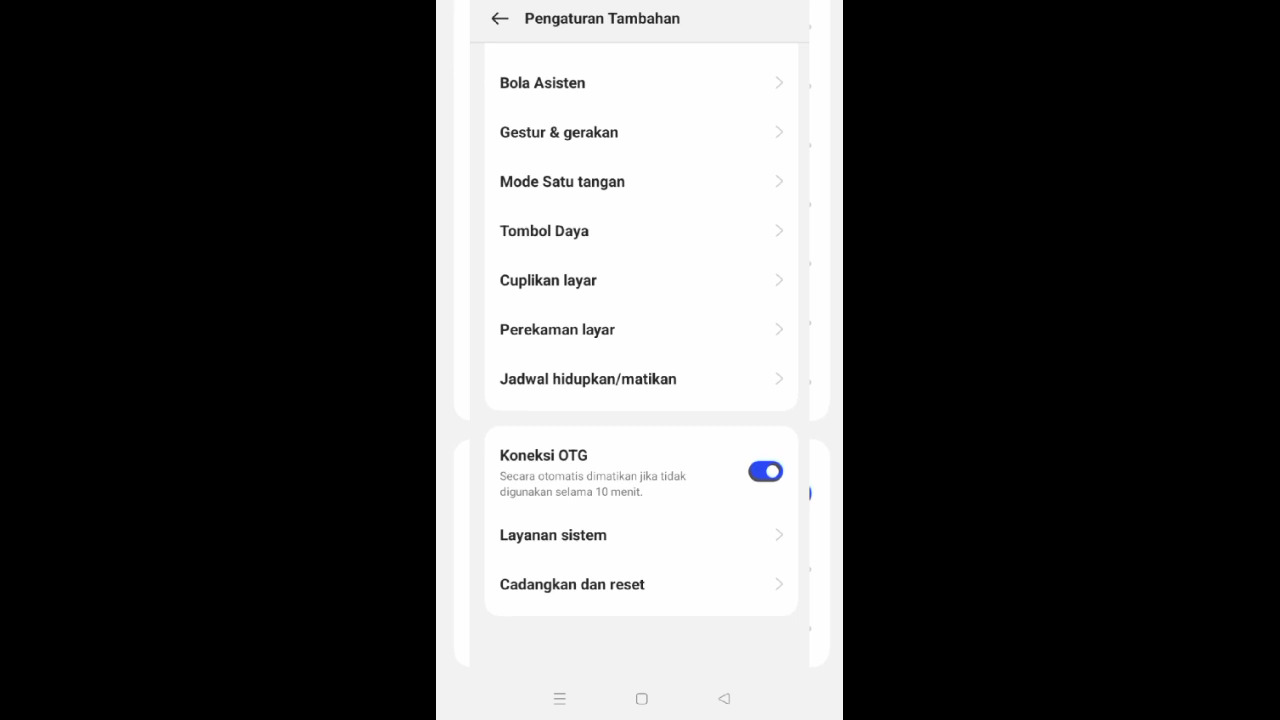 Pengaturan Tambahan
Bola Asisten
Gestur & gerakan
Mode Satu tangan
Tombol Daya
Cuplikan layar
Perekaman layar
Jadwal hidupkan/matikan
Koneksi OTG
Secara otomatis dimatikan jika tidak
digunakan selama 10 menit.
Layanan sistem
Cadangkan dan reset